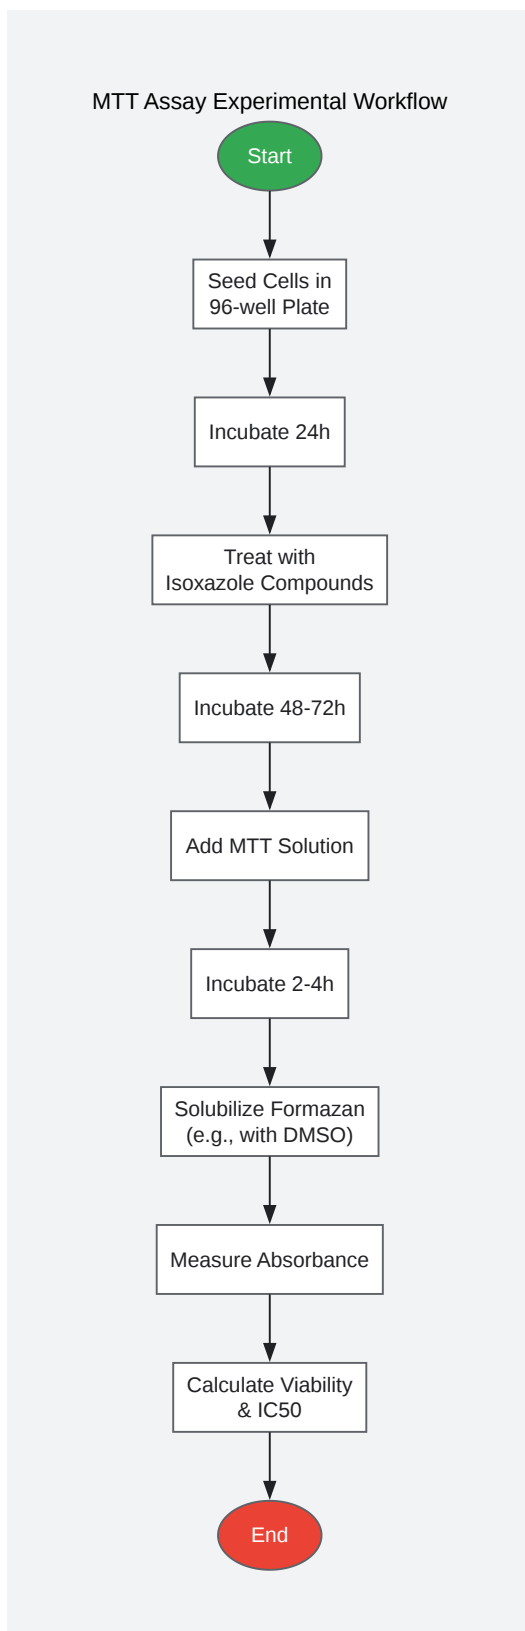 MTT Assay Experimental Workflow
Start
Seed Cells in
96-well Plate
Incubate 24h
Treat with
Isoxazole Compounds
Incubate 48-72h
Add MTT Solution
Incubate 2-4h
Solubilize Formazan
(e.g., with DMSO)
Measure Absorbance
Calculate Viability
& IC50
End